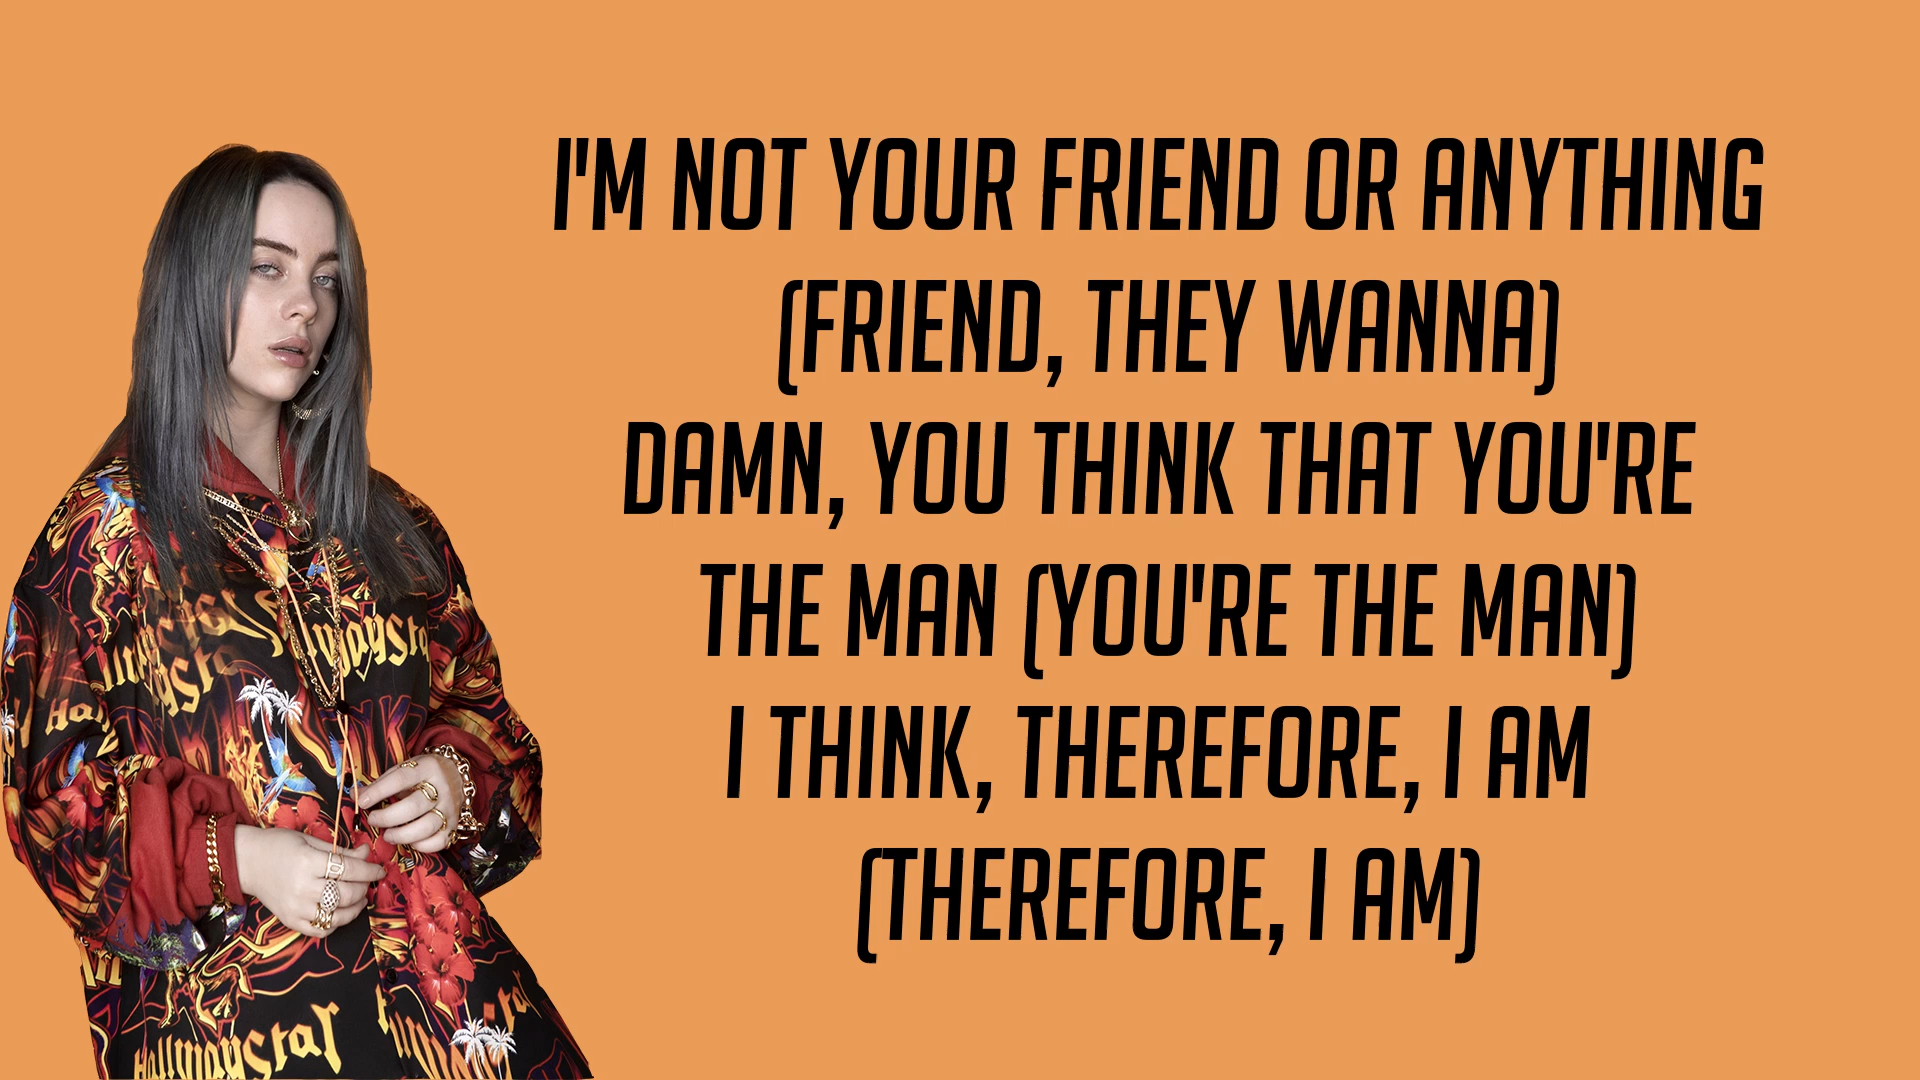 I'M NOT YOUR FRIEND OR ANYTHING
(FRIEND, THEY WANNA)
DAMN, YOU THINK THAT YOU'RE
THE MAN (YOU'RE THE MAN)
I THINK, THEREFORE, I AM
(THEREFORE, I AM)
Hallwaystar